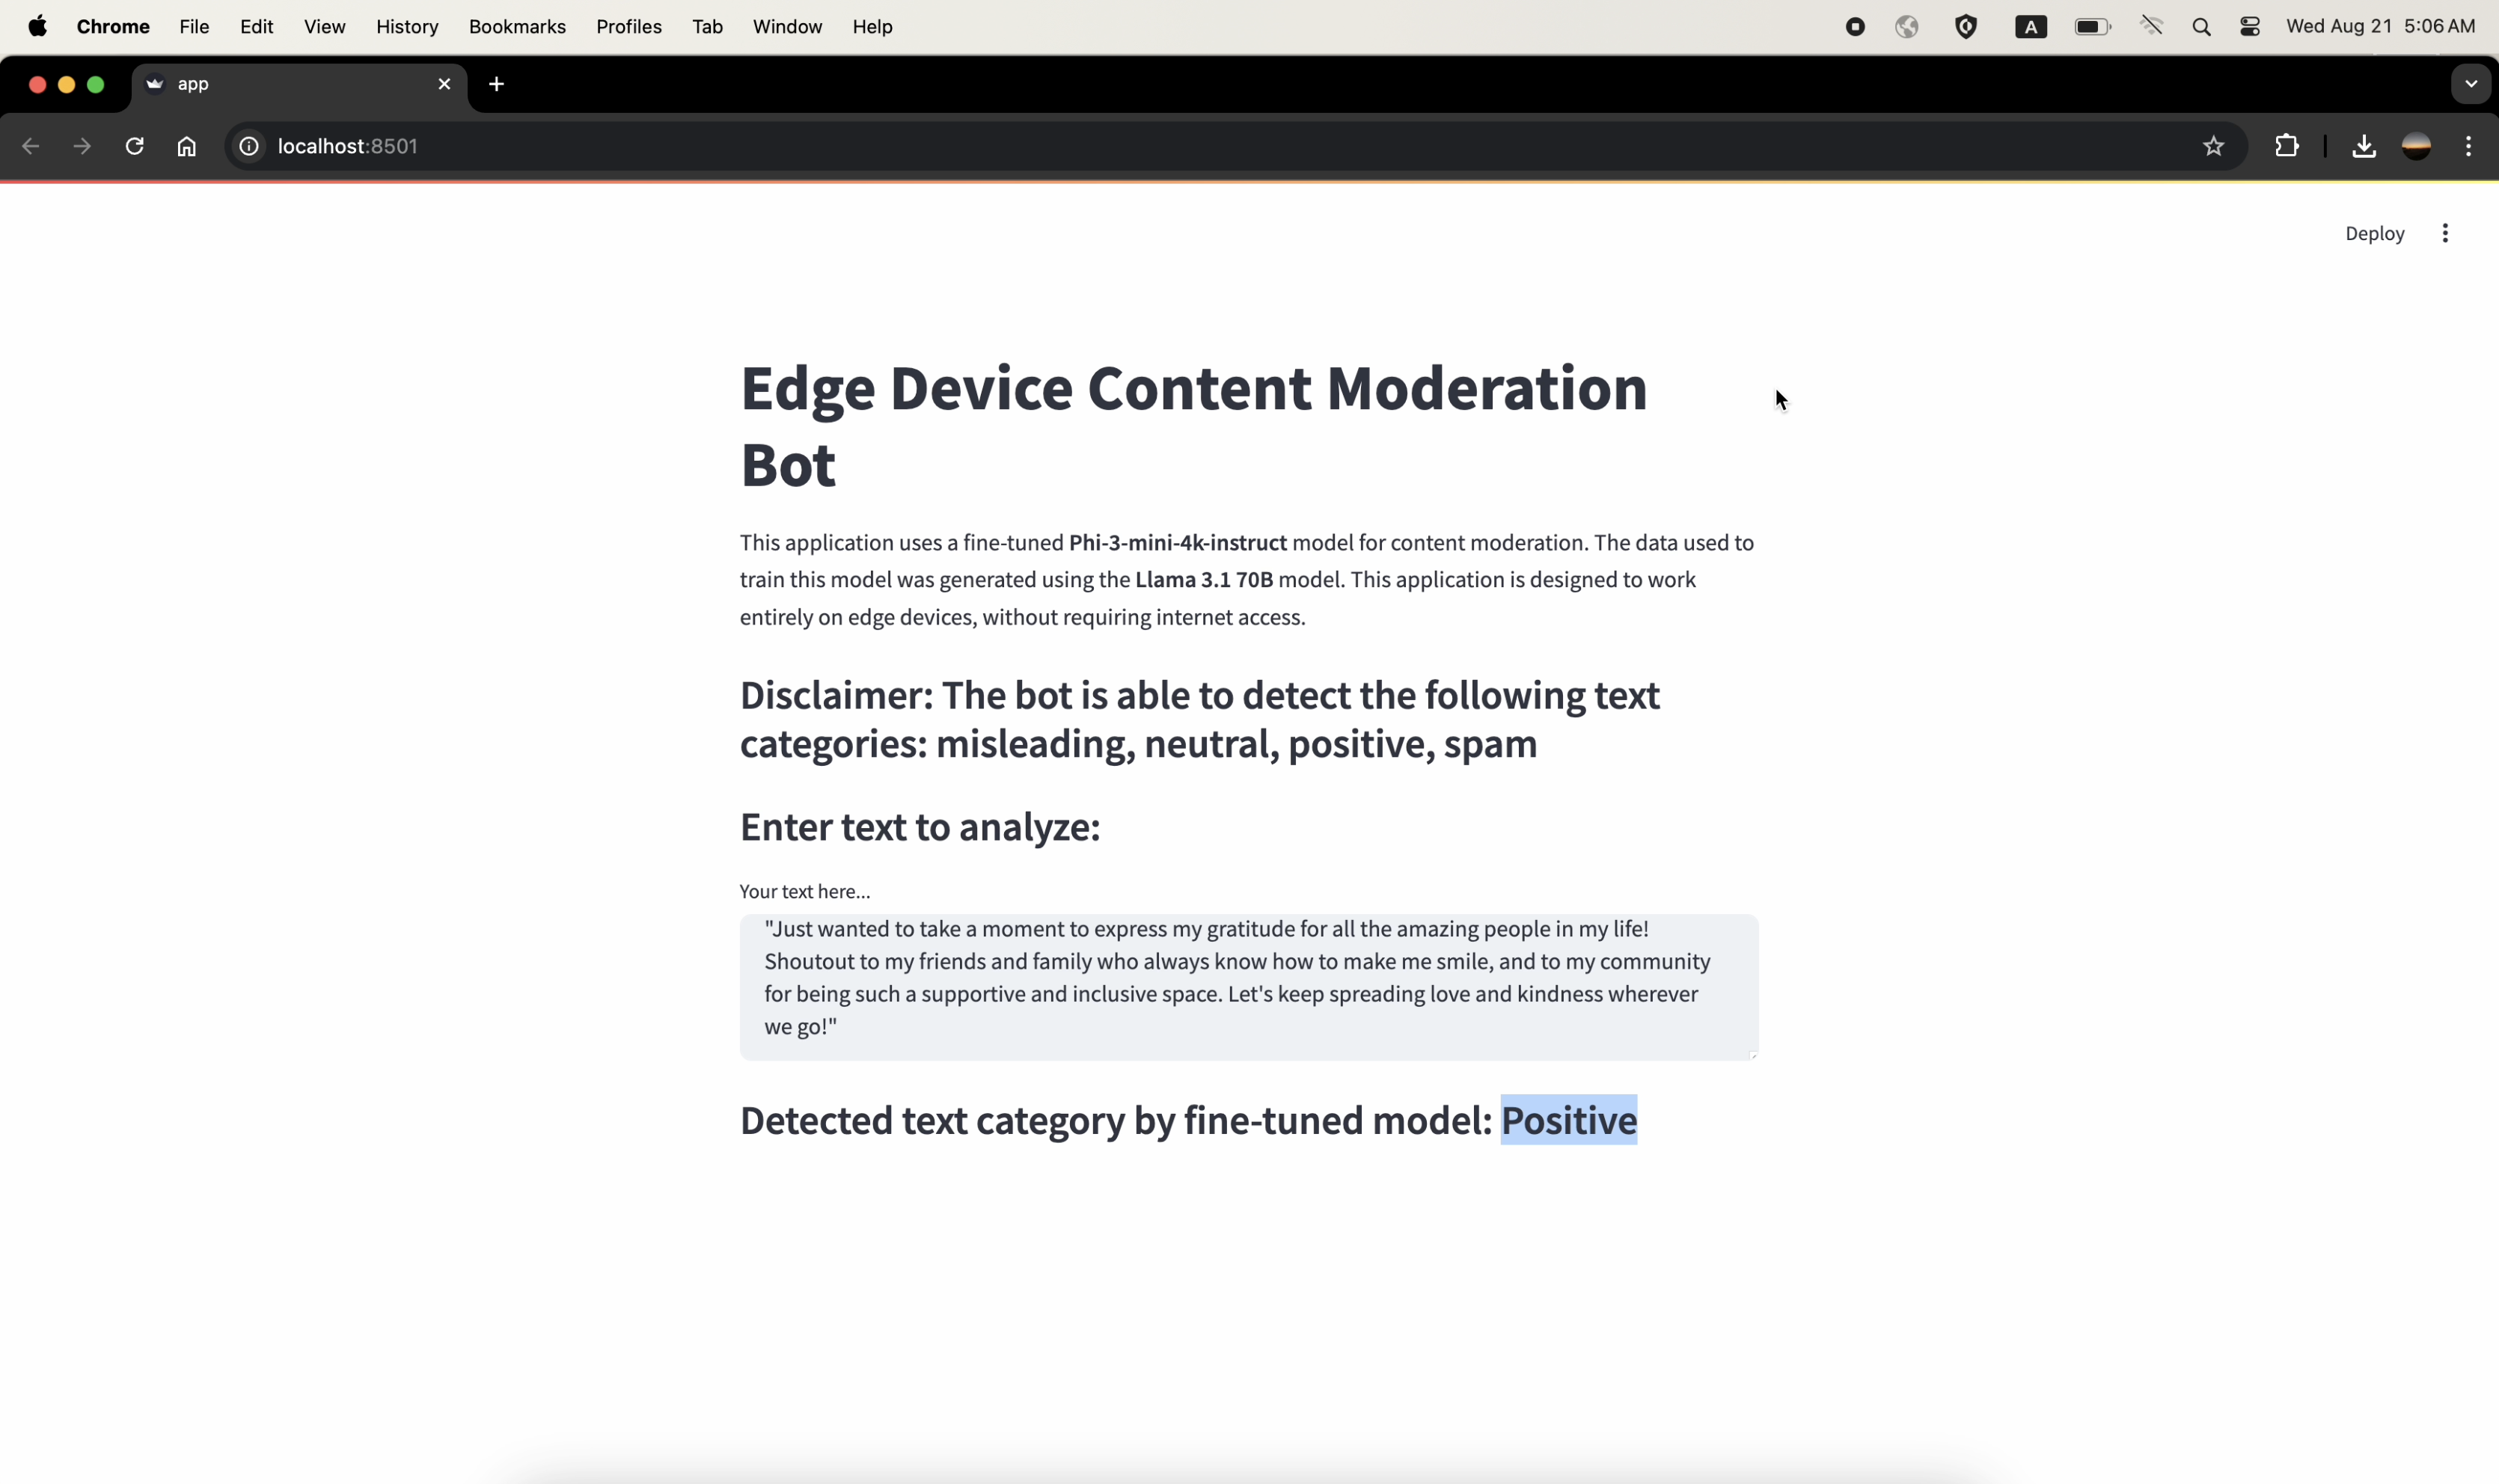 Chrome File Edit View History Bookmarks Profiles Tab Window Help A Wed Aug 21 5:06 AM
app
localhost:8501
Deploy
Edge Device Content Moderation
Bot
This application uses a fine-tuned Phi-3-mini-4k-instruct model for content moderation. The data used to
train this model was generated using the Llama 3.1 70B model. This application is designed to work
entirely on edge devices, without requiring internet access.
Disclaimer: The bot is able to detect the following text
categories: misleading, neutral, positive, spam
Enter text to analyze:
Your text here...
"Just wanted to take a moment to express my gratitude for all the amazing people in my life!
Shoutout to my friends and family who always know how to make me smile, and to my community
for being such a supportive and inclusive space. Let's keep spreading love and kindness wherever
we go!"
Detected text category by fine-tuned model: Positive